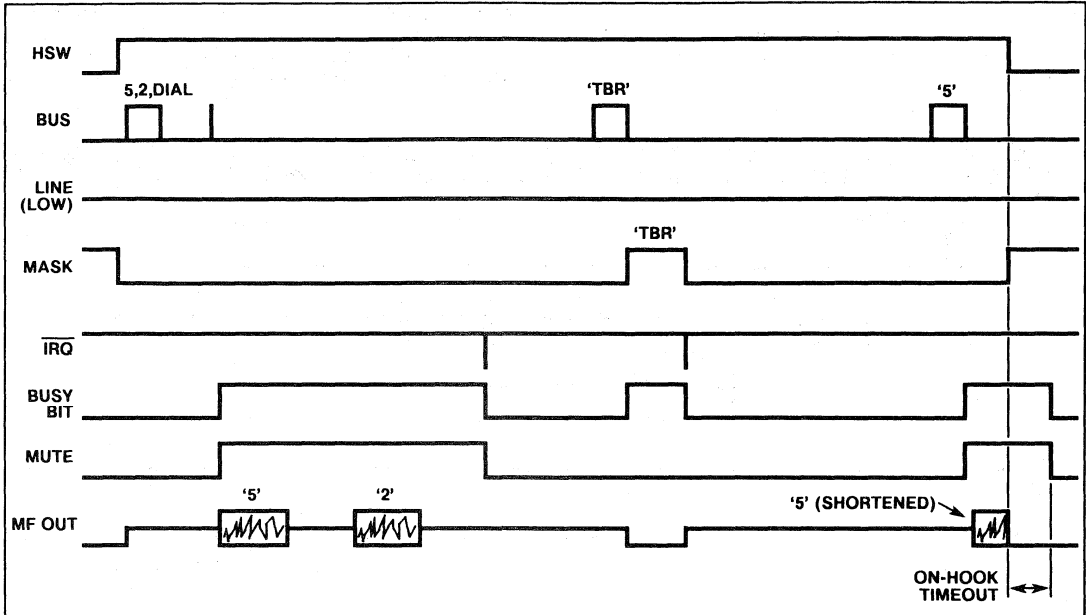 HSW
5,2,DIAL
'TBR'
'5'
BUS
LINE
(LOW)
'TBR'
MASK
IRQ
BUSY
BIT
MUTE
'5'
'2'
'5' (SHORTENED)
MF OUT
ON-HOOK
TIMEOUT